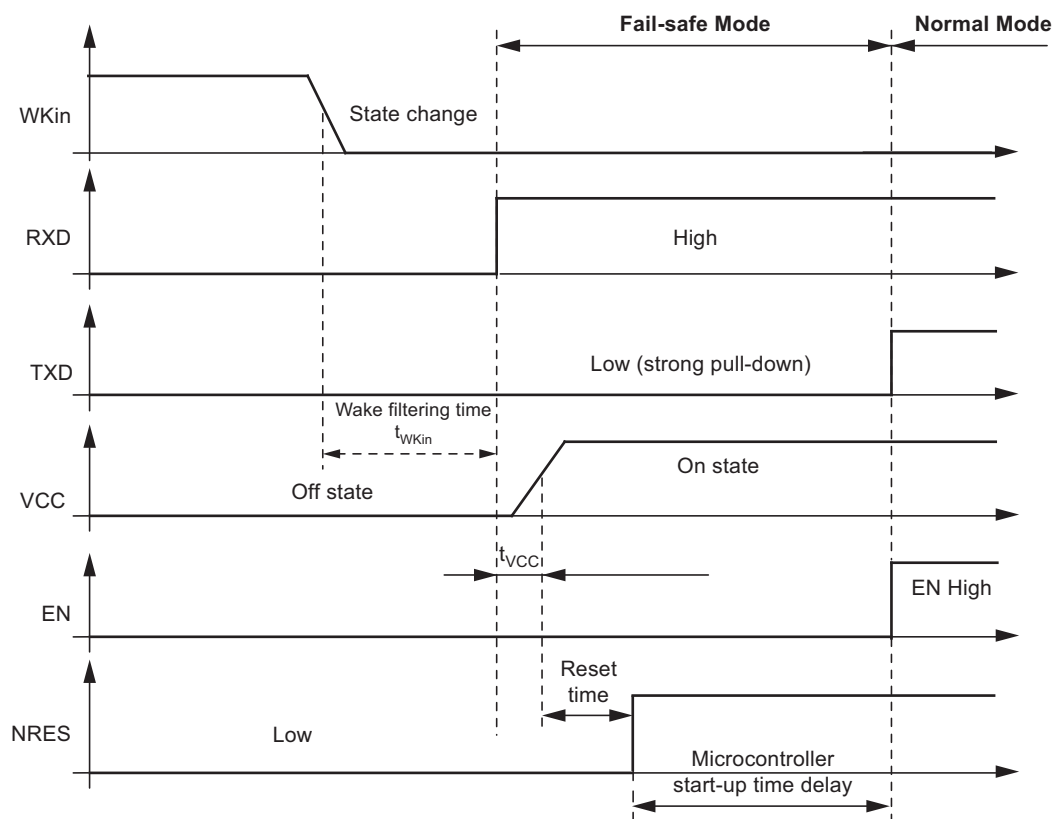 Fail-safe Mode
Normal Mode
WKin
State change
RXD
High
TXD
Low (strong pull-down)
Wake filtering time
tWKin
VCC
Off state
On state
tVCC
EN
EN High
Reset
time
NRES
Low
Microcontroller
start-up time delay